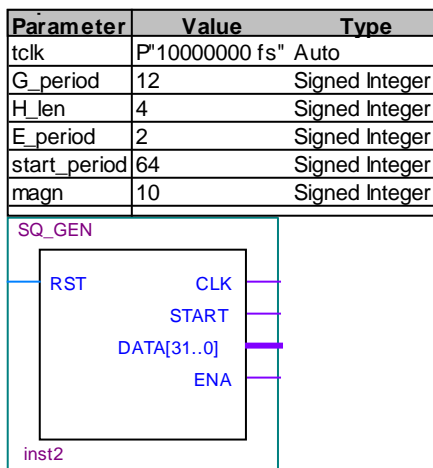 Parameter Value Type
tclk P"10000000 fs" Auto
G_period 12 Signed Integer
H_len 4 Signed Integer
E_period 2 Signed Integer
start_period 64 Signed Integer
magn 10 Signed Integer
SQ_GEN
RST CLK
START
DATA[31..0]
ENA
inst2